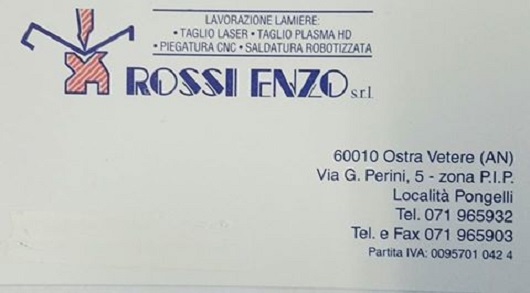 LAVORAZIONE LAMIERE:
• TAGLIO LASER • TAGLIO PLASMA HD
• PIEGATURA CNC • SALDATURA ROBOTIZZATA
ROSSI ENZO s.r.l.
60010 Ostra Vetere (AN)
Via G. Perini, 5 - zona P.I.P.
Località Pongelli
Tel. 071 965932
Tel. e Fax 071 965903
Partita IVA: 0095701 042 4